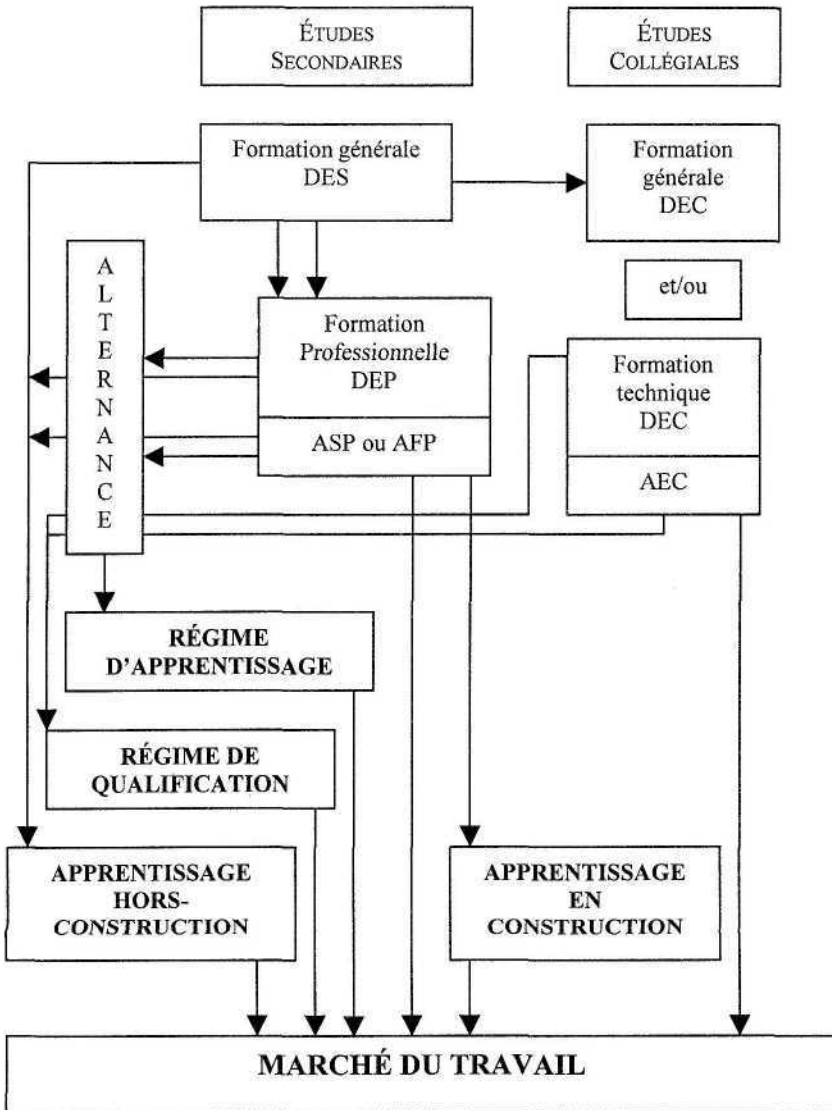 ÉTUDES
SECONDAIRES
ÉTUDES
COLLÉGIALES
Formation générale
DES
Formation
générale
DEC
A
L
T
E
R
N
A
N
C
E
et/ou
Formation
Professionnelle
DEP
ASP ou AFP
Formation
technique
DEC
AEC
RÉGIME
D'APPRENTISSAGE
RÉGIME DE
QUALIFICATION
APPRENTISSAGE
HORS-
CONSTRUCTION
APPRENTISSAGE
EN
CONSTRUCTION
MARCHÉ DU TRAVAIL